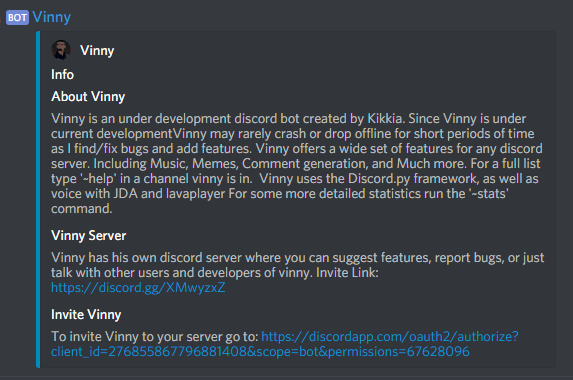 BOT Vinny
Vinny
Info
About Vinny
Vinny is an under development discord bot created by Kikkia. Since Vinny is under
current developmentVinny may rarely crash or drop offline for short periods of time
as I find/fix bugs and add features. Vinny offers a wide set of features for any discord
server. Including Music, Memes, Comment generation, and Much more. For a full list
type '~help' in a channel vinny is in.  Vinny uses the Discord.py framework, as well as
voice with JDA and lavaplayer For some more detailed statistics run the '~stats'
command.
Vinny Server
Vinny has his own discord server where you can suggest features, report bugs, or just
talk with other users and developers of vinny. Invite Link:
https://discord.gg/XMwyzxZ
Invite Vinny
To invite Vinny to your server go to: https://discordapp.com/oauth2/authorize?
client_id=276855867796881408&scope=bot&permissions=67628096